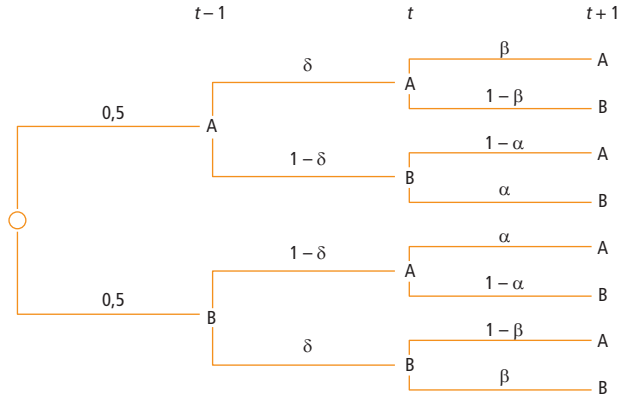 t – 1 t t + 1
β A
δ A
1 – β B
0,5 A
1 – α A
1 – δ B
α B
α A
1 – δ A
1 – α B
0,5 B
1 – β A
δ B
β B